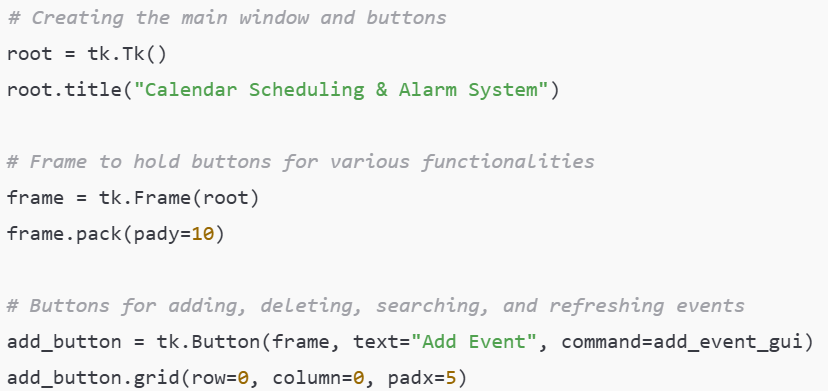 # Creating the main window and buttons
root = tk.Tk()
root.title("Calendar Scheduling & Alarm System")
# Frame to hold buttons for various functionalities
frame = tk.Frame(root)
frame.pack(pady=10)
# Buttons for adding, deleting, searching, and refreshing events
add_button = tk.Button(frame, text="Add Event", command=add_event_gui)
add_button.grid(row=0, column=0, padx=5)